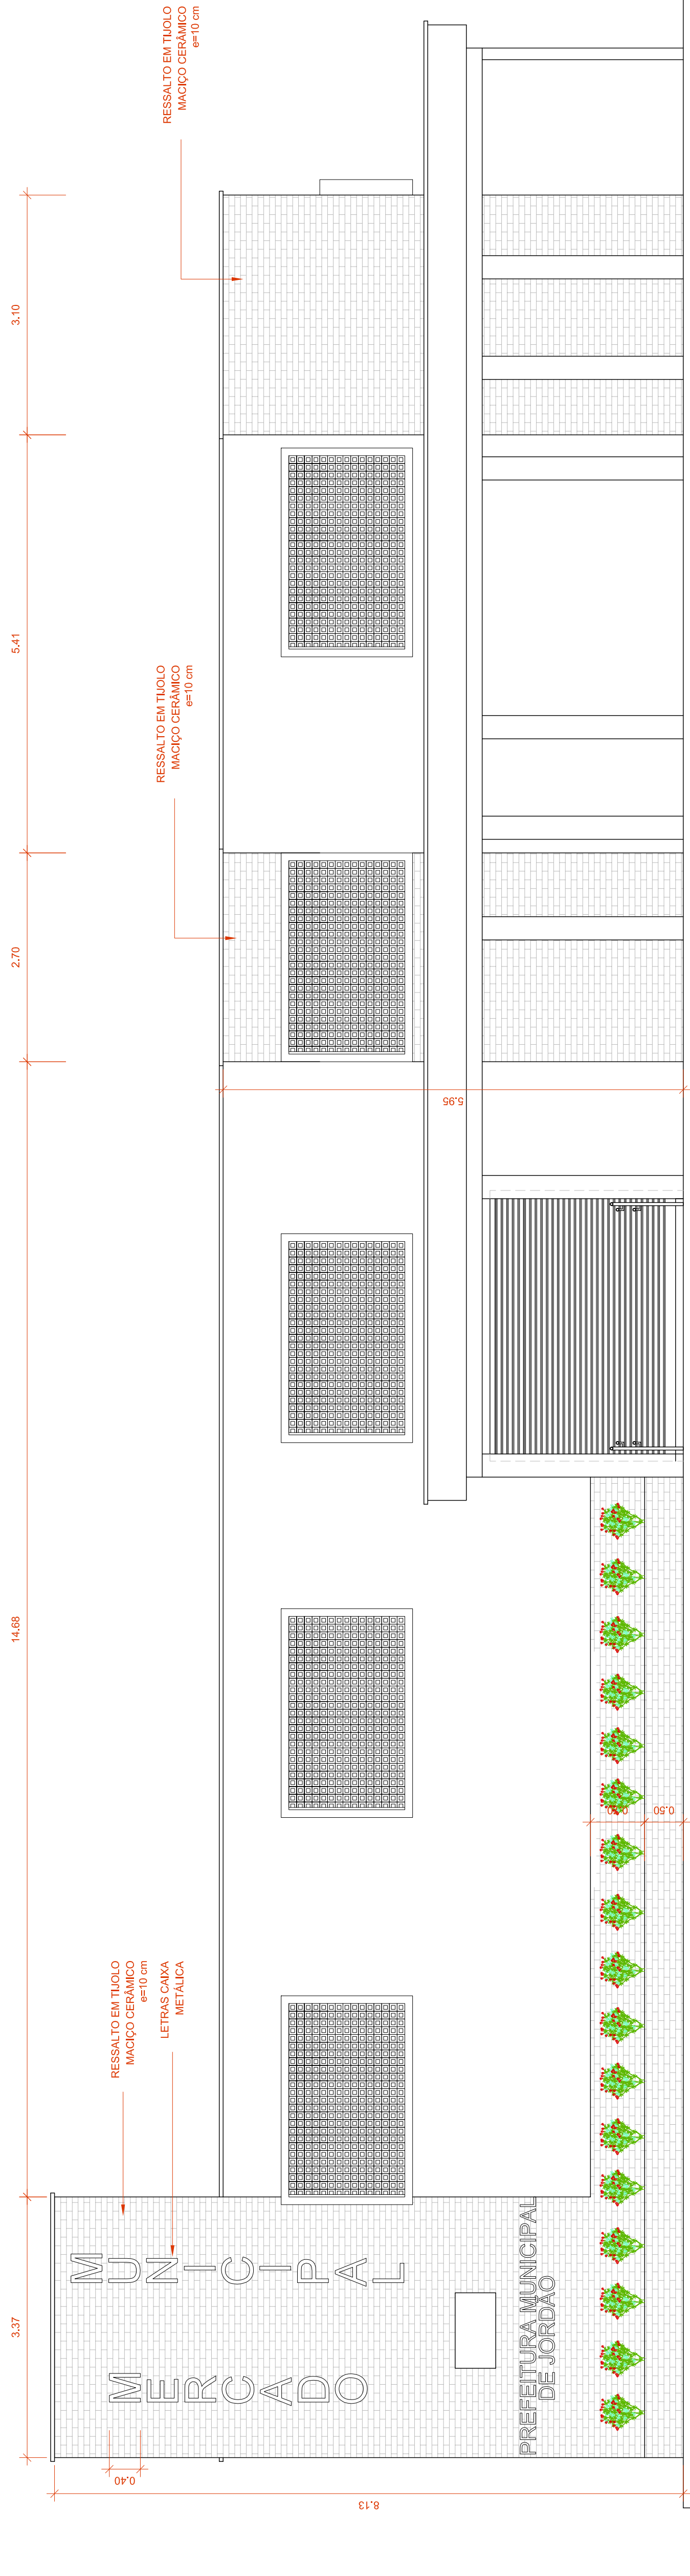 RESSALTO EM TIJOLO
MACIÇO CERÂMICO
e=10 cm
LETRAS CAIXA
METÁLICA
RESSALTO EM TIJOLO
MACIÇO CERÂMICO
e=10 cm
RESSALTO EM TIJOLO
MACIÇO CERÂMICO
e=10 cm
3.37
14.68
2.70
5.41
3.10
MERCADO
MUNICIPAL
PREFEITURA MUNICIPAL
DE JORDÃO
0.40
8.13
0.50
5.95